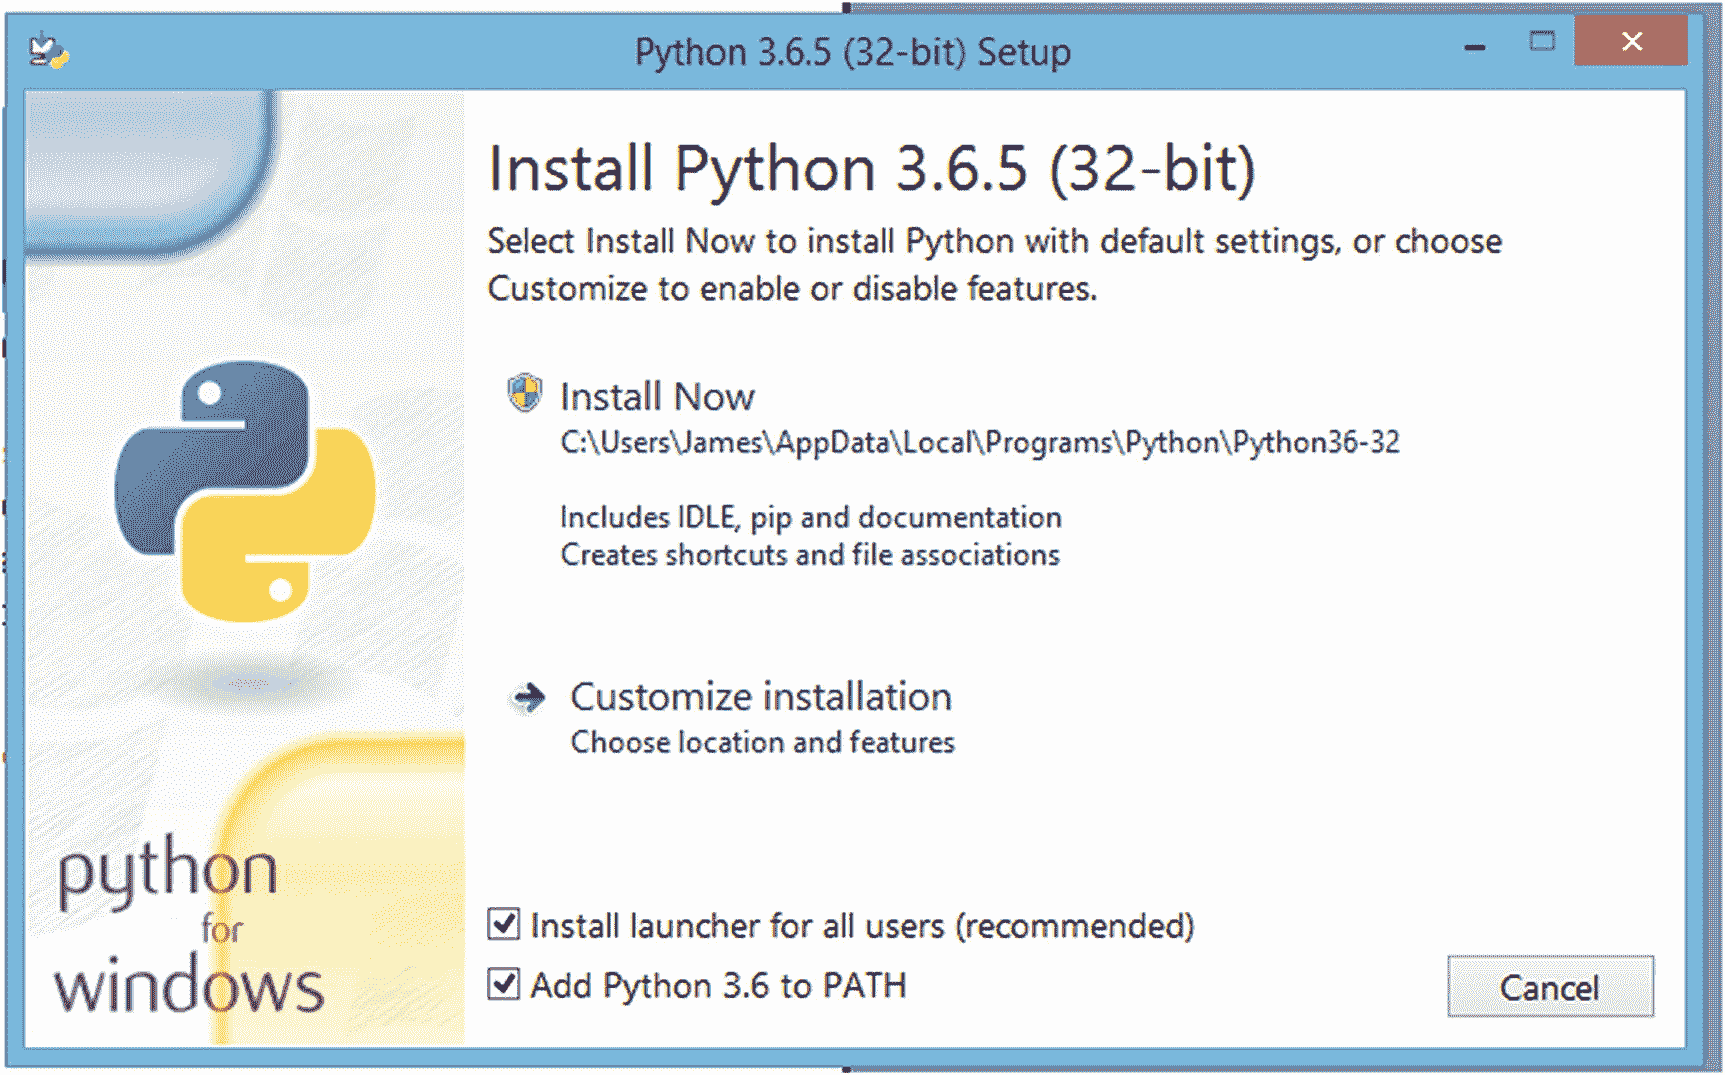 Python 3.6.5 (32-bit) Setup
Install Python 3.6.5 (32-bit)
Select Install Now to install Python with default settings, or choose
Customize to enable or disable features.
Install Now
C:\Users\James\AppData\Local\Programs\Python\Python36-32
Includes IDLE, pip and documentation
Creates shortcuts and file associations
Customize installation
Choose location and features
python
for
windows
Install launcher for all users (recommended)
Add Python 3.6 to PATH
Cancel